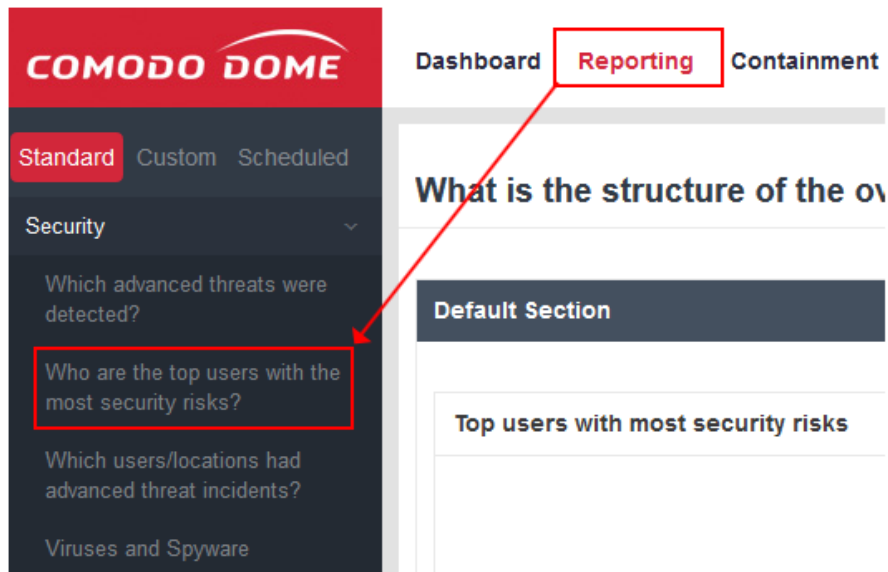 COMODO DOME
Dashboard Reporting Containment
Standard Custom Scheduled
What is the structure of the
Security
Which advanced threats were
detected?
Default Section
Who are the top users with the
most security risks?
Top users with most security risks
Which users/locations had
advanced threat incidents?
Viruses and Spyware